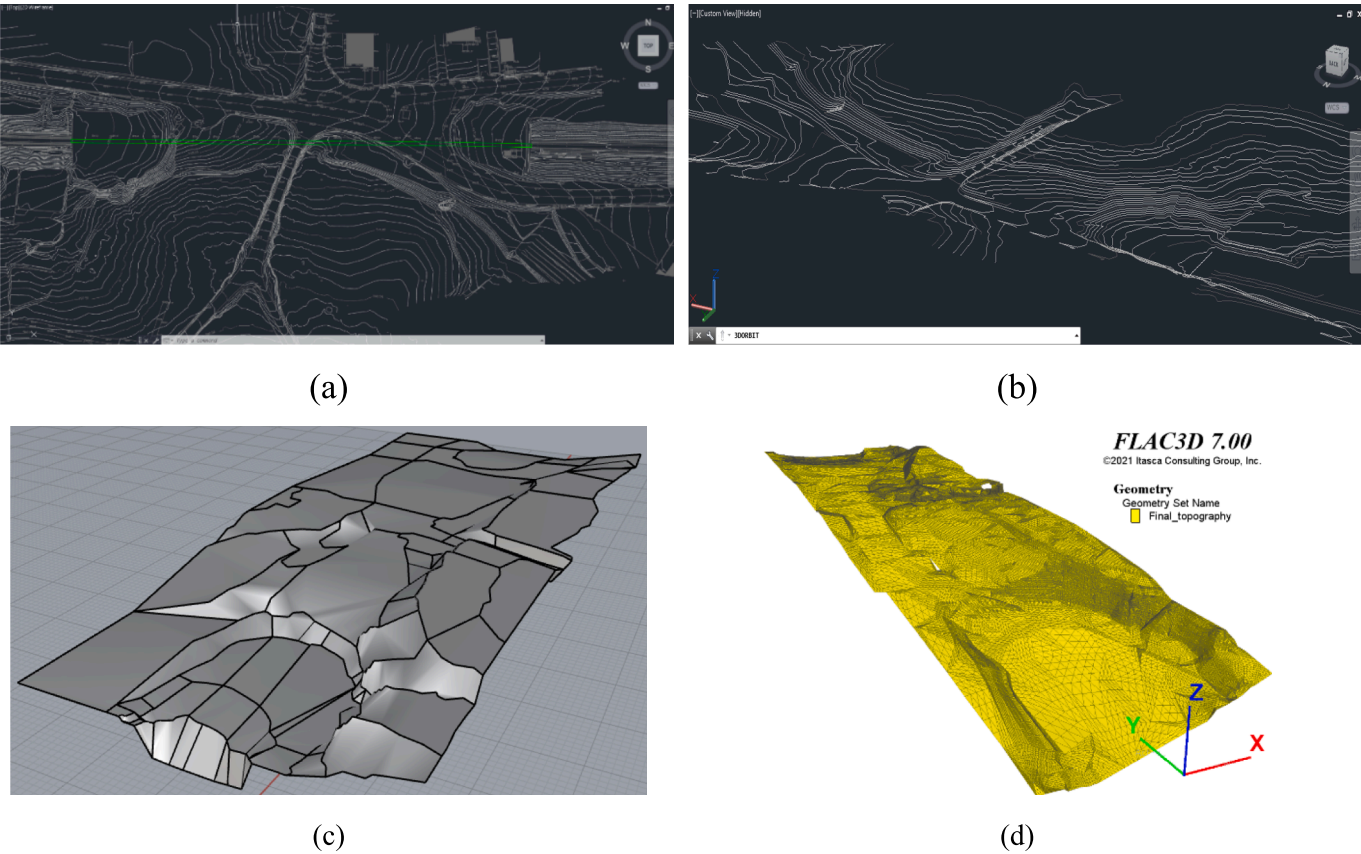 N
W
TOP
E
S
(a)
[−][Custom View][Hidden]
BACK
N
WCS
Z
X
3DORBIT
(b)
(c)
FLAC3D 7.00
©2021 Itasca Consulting Group, Inc.
Geometry
Geometry Set Name
Final_topography
Z
Y
X
(d)